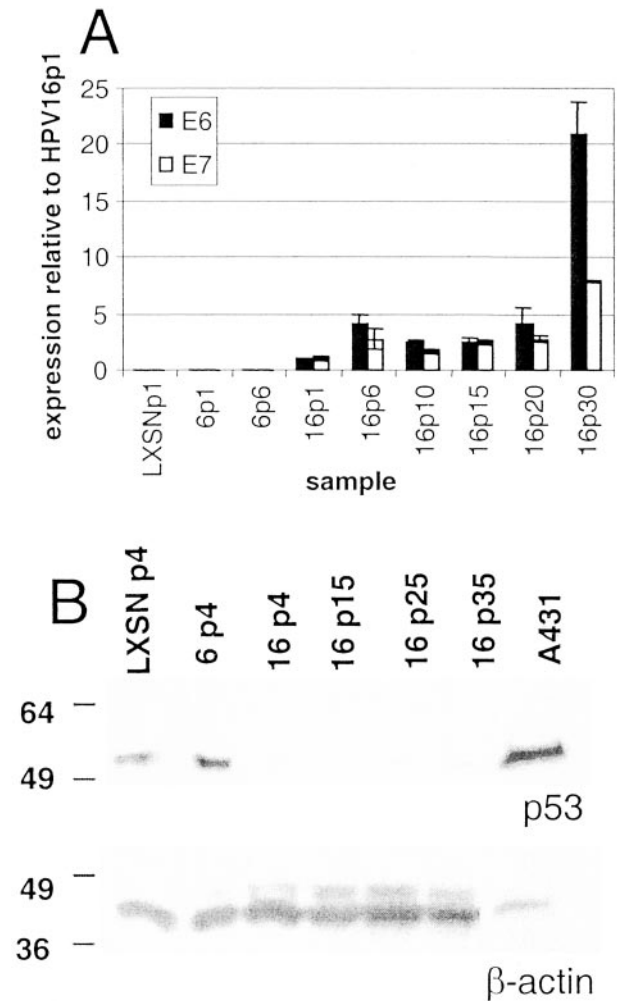 A
expression relative to HPV16p1
25
20
15
10
5
0
E6
E7
LXSNp1
6p1
6p6
16p1
16p6
16p10
16p15
16p20
16p30
sample
B
LXSN p4
6 p4
16 p4
16 p15
16 p25
16 p35
A431
64
49
p53
49
36
β-actin